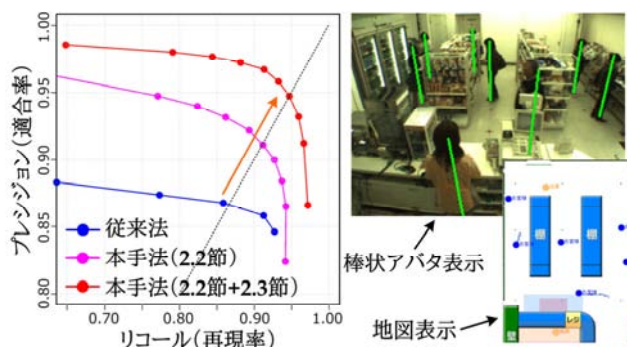 プレシジョン(適合率)
1.00
0.95
0.90
0.85
0.80
従来法
本手法(2.2節)
本手法(2.2節+2.3節)
0.70
0.80
0.90
1.00
リコール(再現率)
棒状アバタ表示
棚
棚
レジ
壁
地図表示